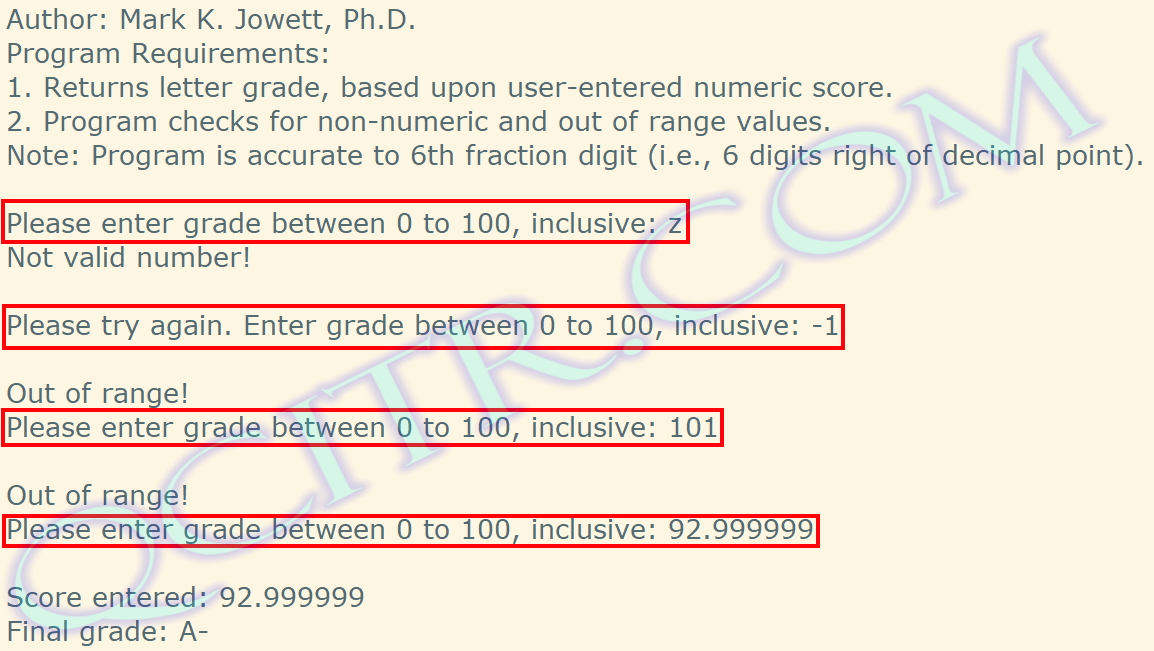 Author: Mark K. Jowett, Ph.D.
Program Requirements:
1. Returns letter grade, based upon user-entered numeric score.
2. Program checks for non-numeric and out of range values.
Note: Program is accurate to 6th fraction digit (i.e., 6 digits right of decimal point).
Please enter grade between 0 to 100, inclusive: z
Not valid number!
Please try again. Enter grade between 0 to 100, inclusive: -1
Out of range!
Please enter grade between 0 to 100, inclusive: 101
Out of range!
Please enter grade between 0 to 100, inclusive: 92.999999
Score entered: 92.999999
Final grade: A-
QCITR.COM